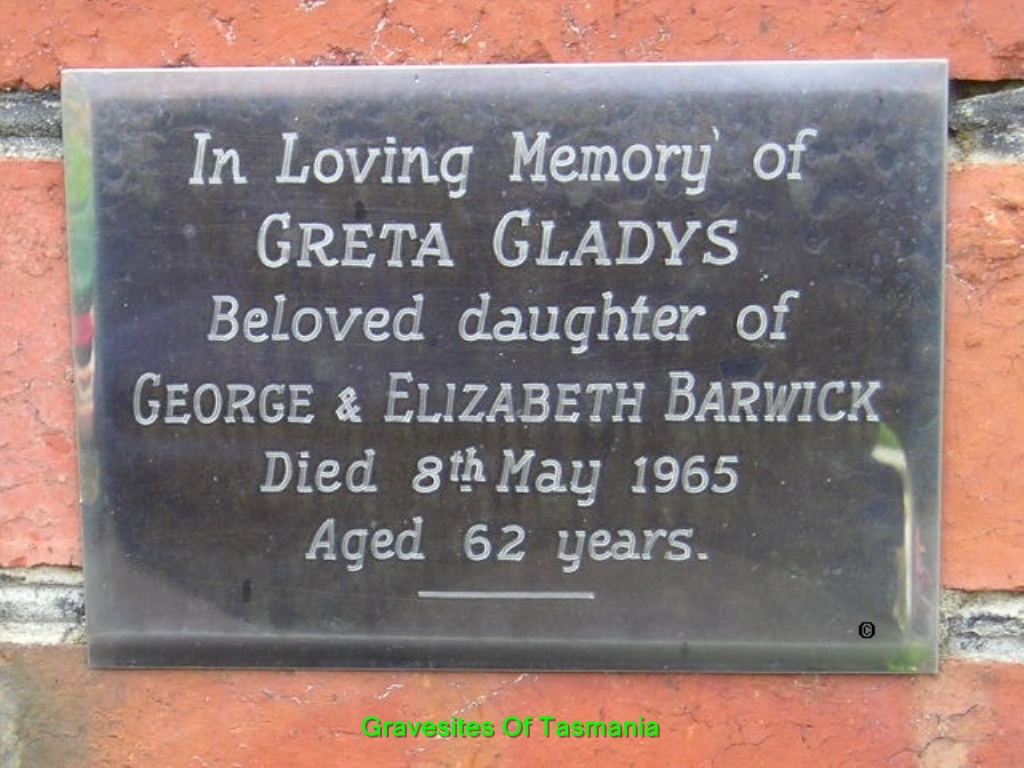 In Loving Memory of
GRETA GLADYS
Beloved daughter of
GEORGE & ELIZABETH BARWICK
Died 8th May 1965
Aged 62 years.
©
Gravesites Of Tasmania